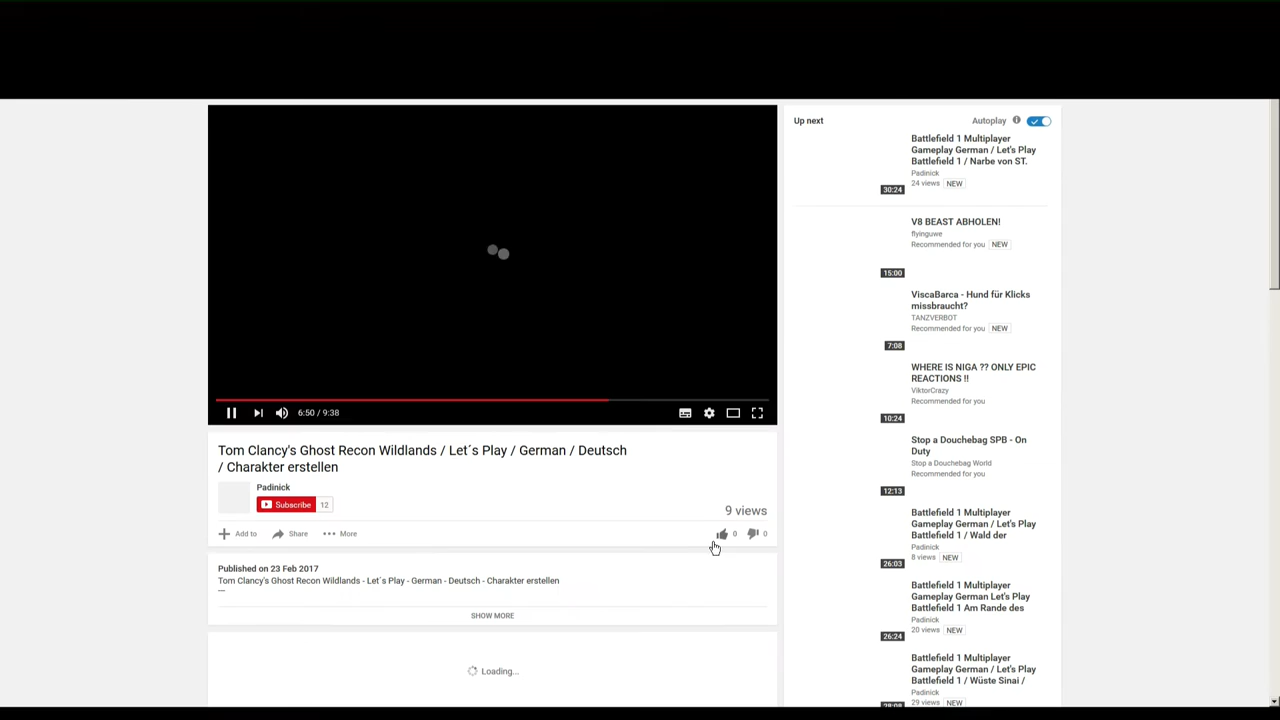 Up next
Autoplay
Battlefield 1 Multiplayer
Gameplay German / Let's Play
Battlefield 1 / Narbe von ST.
Padinick
24 views NEW
30:24
V8 BEAST ABHOLEN!
flyinguwe
Recommended for you NEW
15:00
ViscaBarca - Hund für Klicks
missbraucht?
TANZVERBOT
Recommended for you NEW
7:08
WHERE IS NIGA ?? ONLY EPIC
REACTIONS !!
ViktorCrazy
Recommended for you
10:24
6:50 / 9:38
Stop a Douchebag SPB - On
Duty
Stop a Douchebag World
Recommended for you
12:13
Tom Clancy's Ghost Recon Wildlands / Let´s Play / German / Deutsch
/ Charakter erstellen
Padinick
Subscribe 12
9 views
Add to Share More 0 0
Battlefield 1 Multiplayer
Gameplay German / Let's Play
Battlefield 1 / Wald der
Padinick
8 views NEW
26:03
Published on 23 Feb 2017
Tom Clancy's Ghost Recon Wildlands - Let´s Play - German - Deutsch - Charakter erstellen
SHOW MORE
Battlefield 1 Multiplayer
Gameplay German Let's Play
Battlefield 1 Am Rande des
Padinick
20 views NEW
26:24
Loading...
Battlefield 1 Multiplayer
Gameplay German / Let's Play
Battlefield 1 / Wüste Sinai /
Padinick
29 views NEW